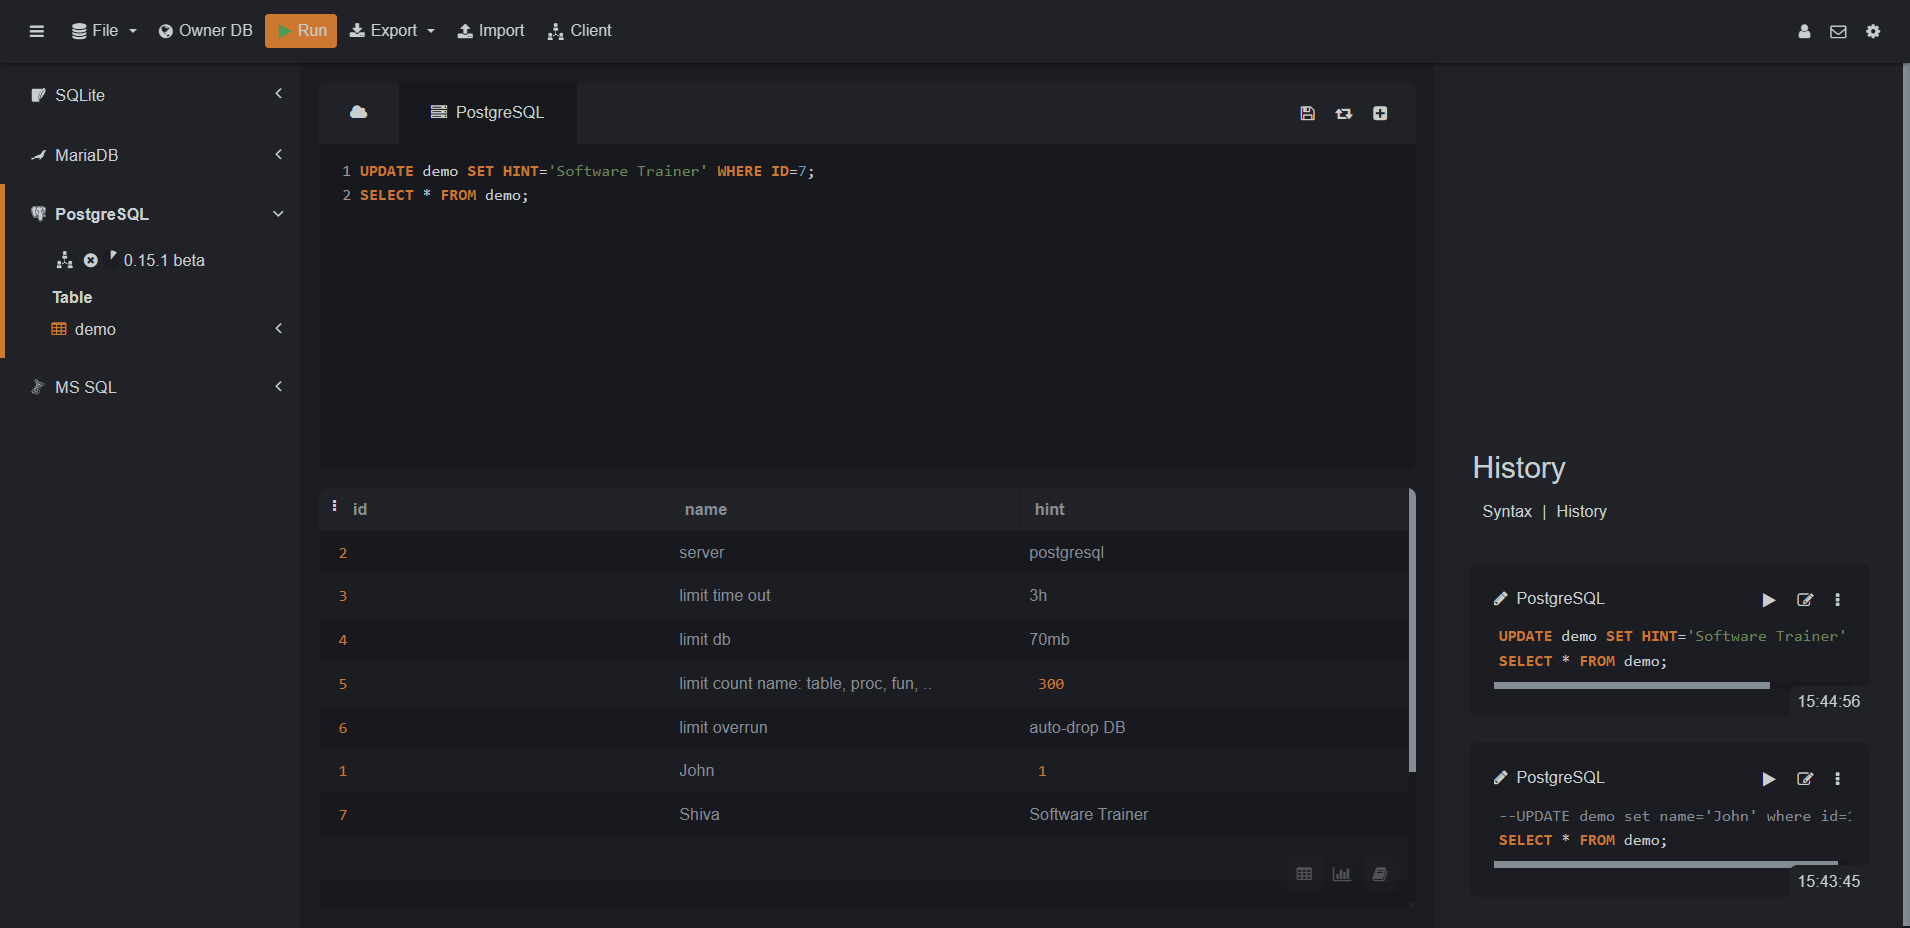 File Owner DB Run Export Import Client
SQLite
MariaDB
PostgreSQL
0.15.1 beta
Table
demo
MS SQL
PostgreSQL
1 UPDATE demo SET HINT='Software Trainer' WHERE ID=7;
2 SELECT * FROM demo;
id name hint
2 server postgresql
3 limit time out 3h
4 limit db 70mb
5 limit count name: table, proc, fun, .. 300
6 limit overrun auto-drop DB
1 John 1
7 Shiva Software Trainer
History
Syntax | History
PostgreSQL
UPDATE demo SET HINT='Software Trainer'
SELECT * FROM demo;
15:44:56
PostgreSQL
--UPDATE demo set name='John' where id=
SELECT * FROM demo;
15:43:45